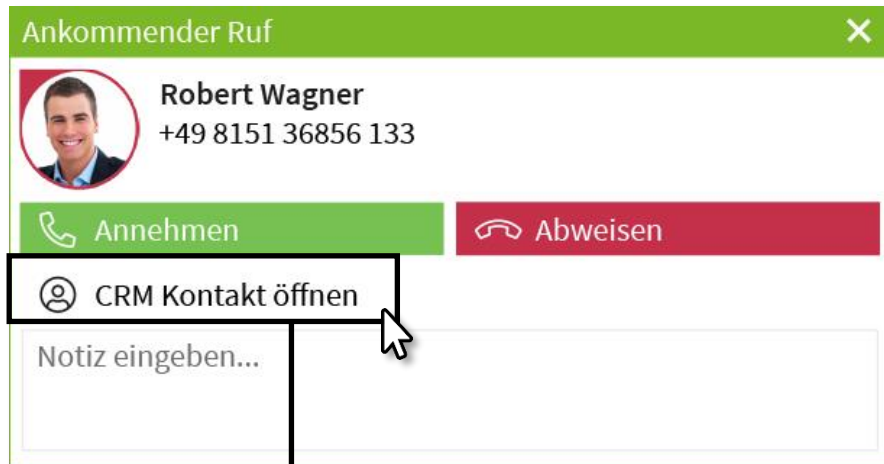 Ankommender Ruf
Robert Wagner
+49 8151 36856 133
Annehmen
Abweisen
CRM Kontakt öffnen
Notiz eingeben...